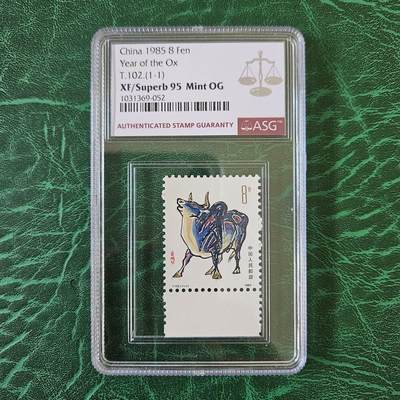 China 1985 8 Fen
Year of the Ox
T.102.(1-1)
XF/Superb 95 Mint OG
1031369-052
AUTHENTICATED STAMP GUARANTY
ASG
8分
中国人民邮政